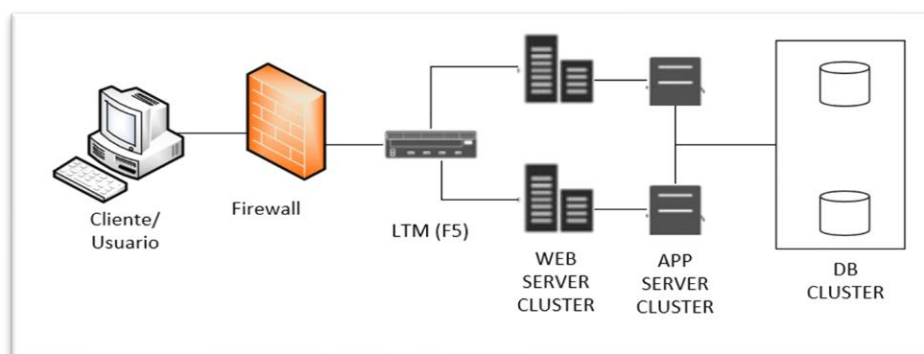 Cliente/
Usuario
Firewall
LTM (F5)
WEB
SERVER
CLUSTER
APP
SERVER
CLUSTER
DB
CLUSTER